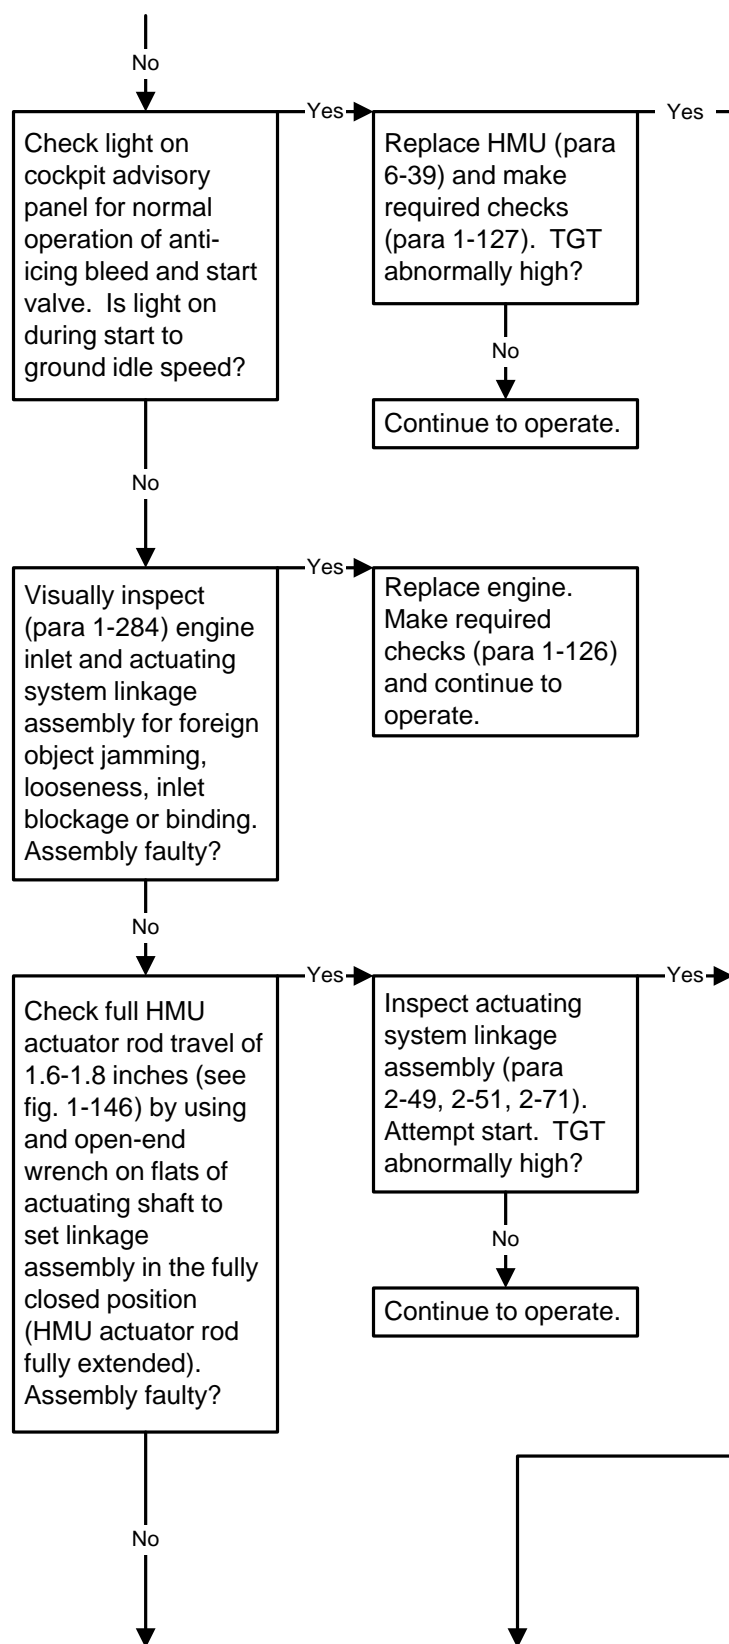 No
Check light on
cockpit advisory
panel for normal
operation of anti-
icing bleed and start
valve.  Is light on
during start to
ground idle speed?
Yes
Replace HMU (para
6-39) and make
required checks
(para 1-127).  TGT
abnormally high?
Yes
No
Continue to operate.
No
Visually inspect
(para 1-284) engine
inlet and actuating
system linkage
assembly for foreign
object jamming,
looseness, inlet
blockage or binding.
Assembly faulty?
Yes
Replace engine.
Make required
checks (para 1-126)
and continue to
operate.
No
Check full HMU
actuator rod travel of
1.6-1.8 inches (see
fig. 1-146) by using
and open-end
wrench on flats of
actuating shaft to
set linkage
assembly in the fully
closed position
(HMU actuator rod
fully extended).
Assembly faulty?
Yes
Inspect actuating
system linkage
assembly (para
2-49, 2-51, 2-71).
Attempt start.  TGT
abnormally high?
Yes
No
Continue to operate.
No